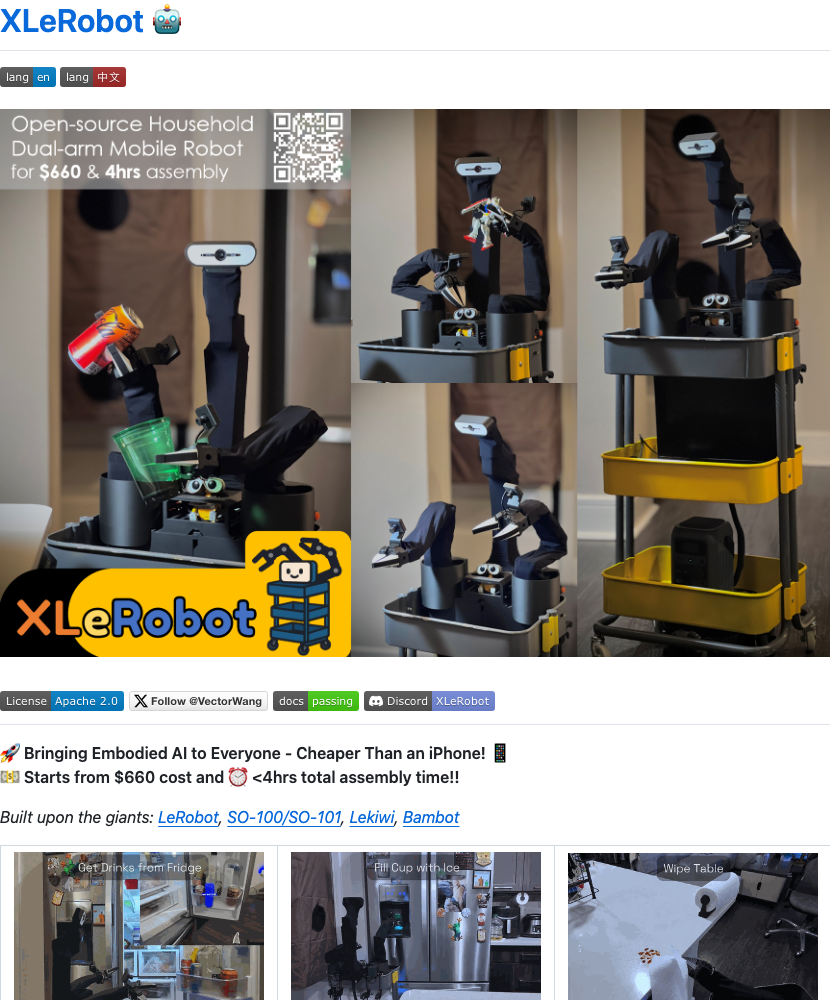 XLeRobot 🤖
lang en lang 中文
Open-source Household
Dual-arm Mobile Robot
for $660 & 4hrs assembly
XLeRobot
License Apache 2.0 Follow @VectorWang docs passing Discord XLeRobot
🚀 Bringing Embodied AI to Everyone - Cheaper Than an iPhone! 📱
💵 Starts from $660 cost and ⏰ <4hrs total assembly time!!
Built upon the giants: LeRobot, SO-100/SO-101, Lekiwi, Bambot
Get Drinks from Fridge
Fill Cup with Ice
Wipe Table